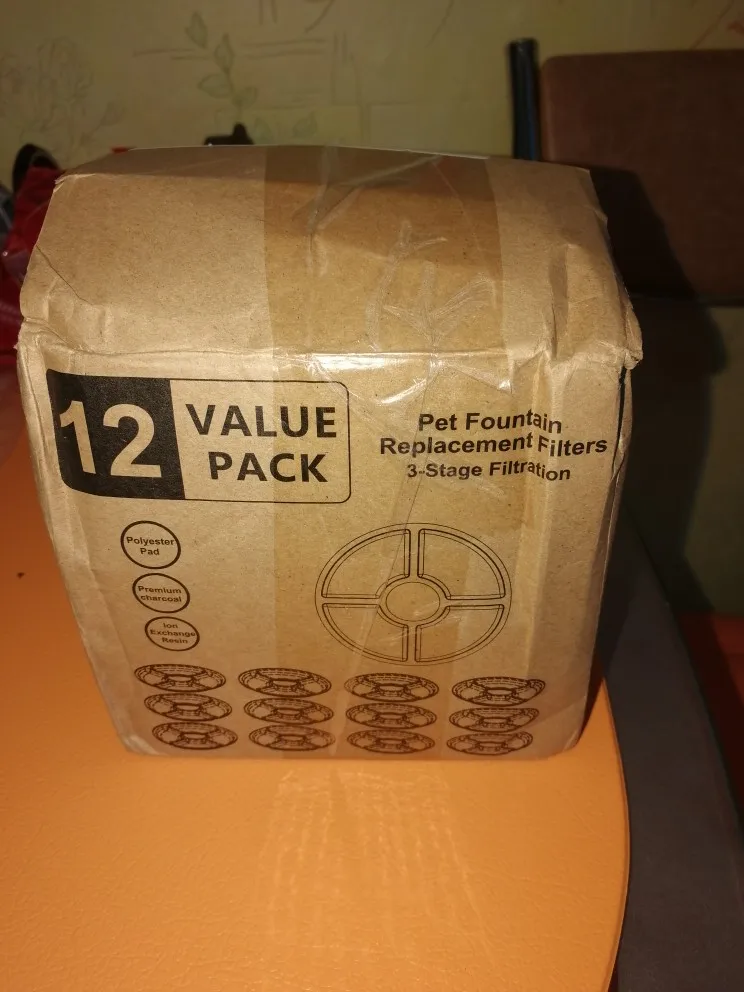 12
VALUE
PACK
Pet Fountain
Replacement Filters
3-Stage Filtration
Polyester
Pad
Premium
charcoal
Ion
Exchange
Resin